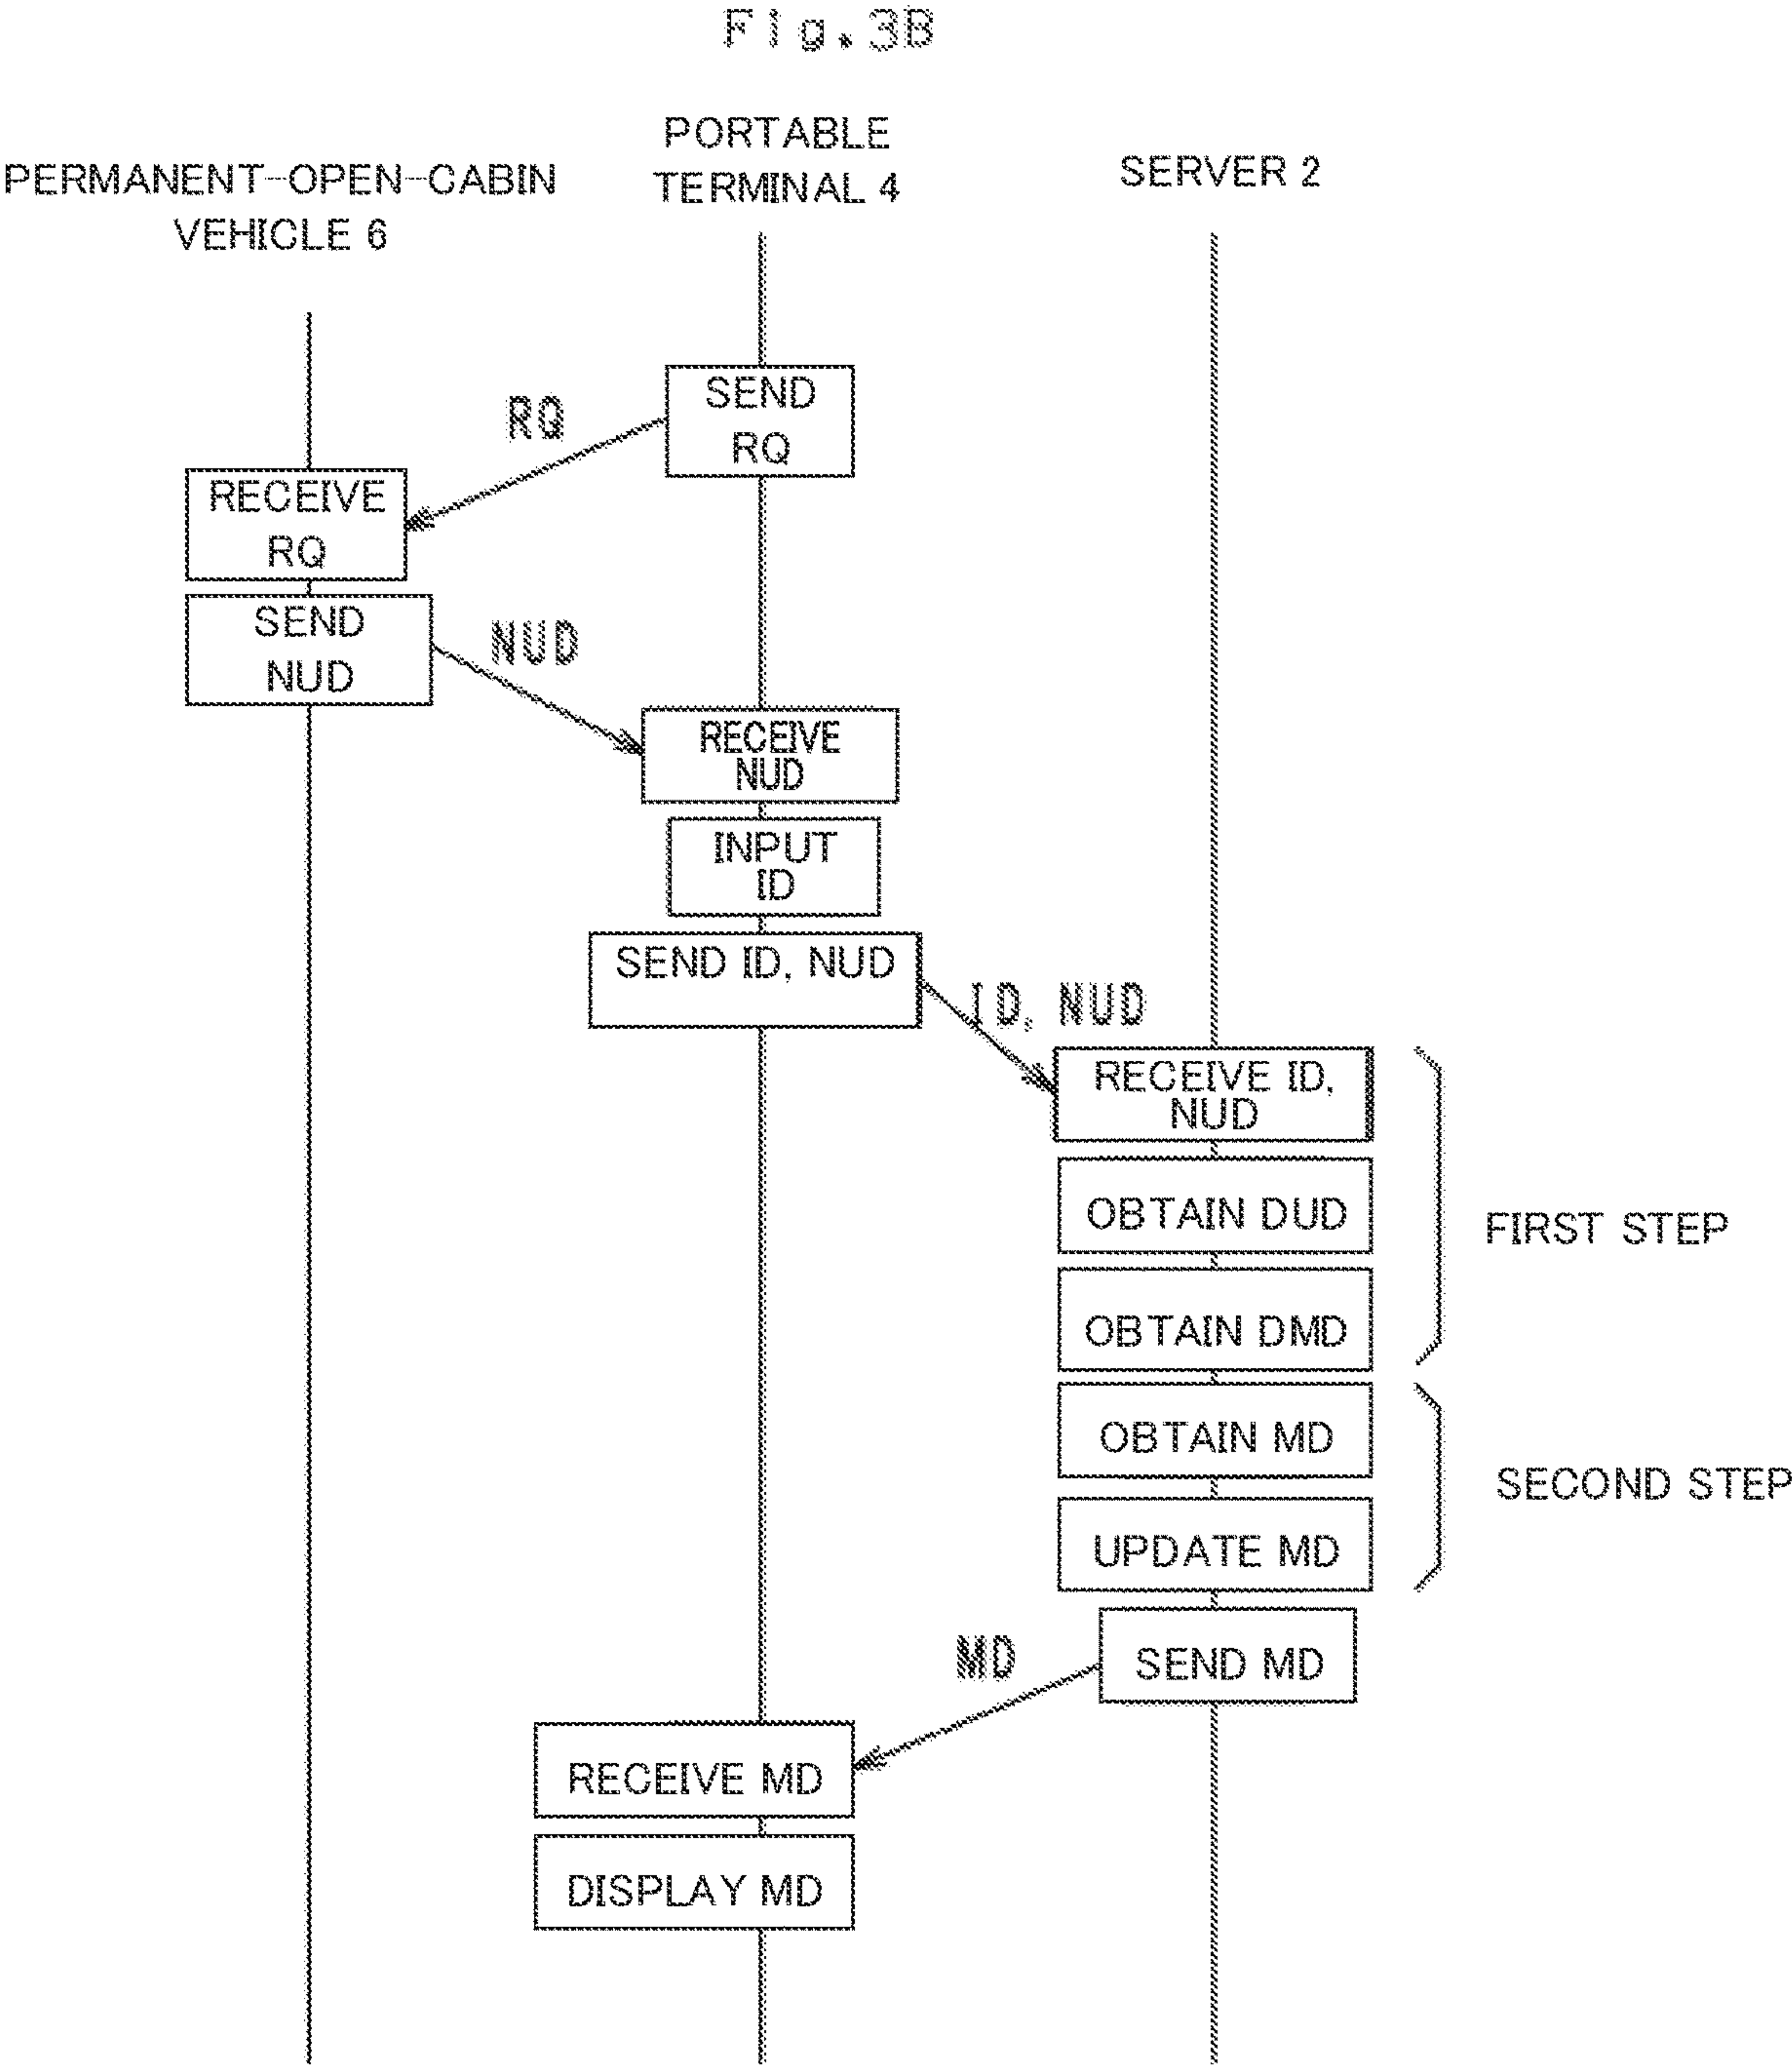 Fig. 3B
PERMANENT-OPEN-CABIN
VEHICLE 6
PORTABLE
TERMINAL 4
SERVER 2
SEND
RQ
RQ
RECEIVE
RQ
SEND
NUD
NUD
RECEIVE
NUD
INPUT
ID
SEND ID, NUD
ID, NUD
RECEIVE ID,
NUD
OBTAIN DUD
OBTAIN DMD
FIRST STEP
OBTAIN MD
UPDATE MD
SECOND STEP
SEND MD
MD
RECEIVE MD
DISPLAY MD